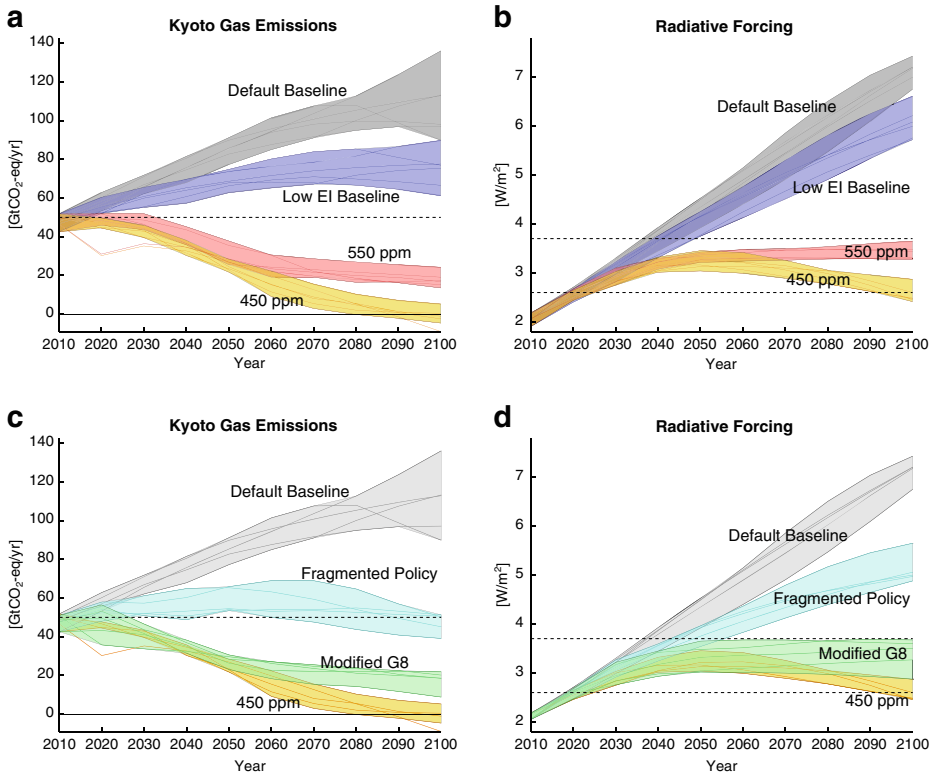 a
Kyoto Gas Emissions
[GtCO2-eq/yr]
140
120
100
80
60
40
20
0
Default Baseline
Low EI Baseline
550 ppm
450 ppm
2010 2020 2030 2040 2050 2060 2070 2080 2090 2100
Year
b
Radiative Forcing
[W/m²]
7
6
5
4
3
2
Default Baseline
Low EI Baseline
550 ppm
450 ppm
2010 2020 2030 2040 2050 2060 2070 2080 2090 2100
Year
c
Kyoto Gas Emissions
[GtCO2-eq/yr]
140
120
100
80
60
40
20
0
Default Baseline
Fragmented Policy
Modified G8
450 ppm
2010 2020 2030 2040 2050 2060 2070 2080 2090 2100
Year
d
Radiative Forcing
[W/m²]
7
6
5
4
3
2
Default Baseline
Fragmented Policy
Modified G8
450 ppm
2010 2020 2030 2040 2050 2060 2070 2080 2090 2100
Year